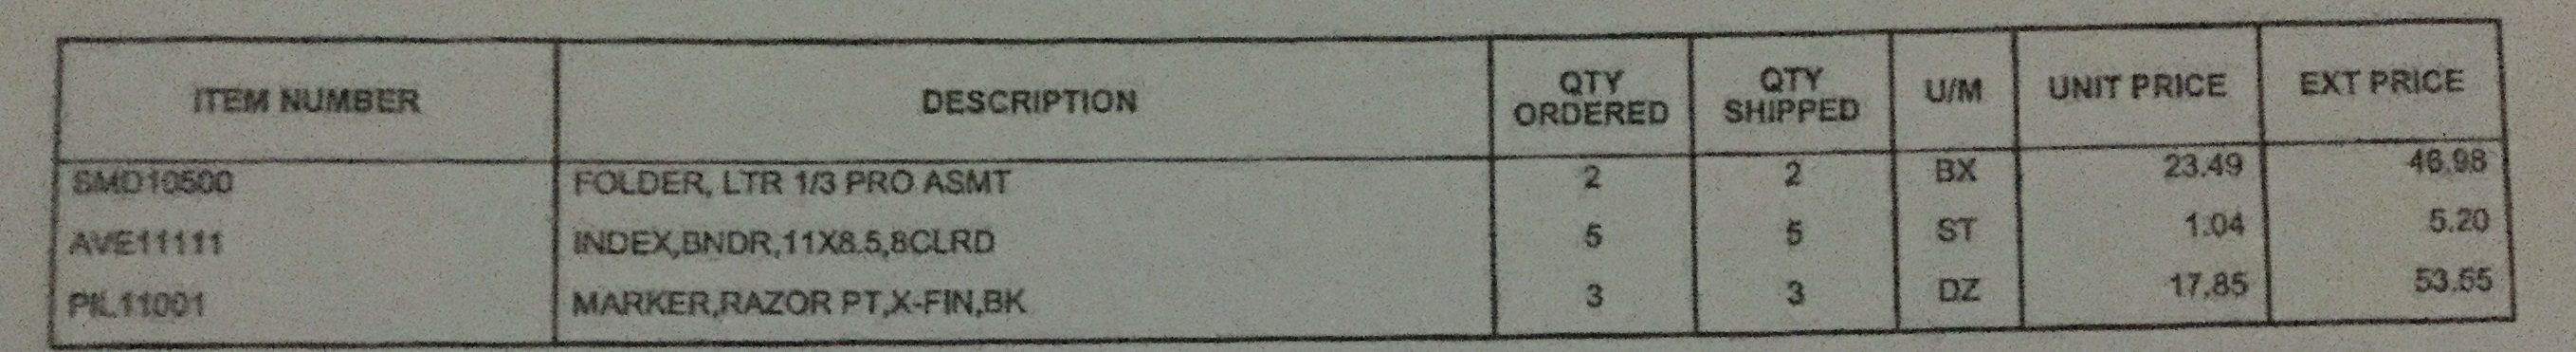 ITEM NUMBER DESCRIPTION QTY ORDERED QTY SHIPPED U/M UNIT PRICE EXT PRICE
SMD10500 FOLDER, LTR 1/3 PRO ASMT 2 2 BX 23.49 46.98
AVE11111 INDEX,BNDR,11X8.5,8CLRD 5 5 ST 1.04 5.20
PIL11001 MARKER,RAZOR PT,X-FIN,BK 3 3 DZ 17.85 53.55